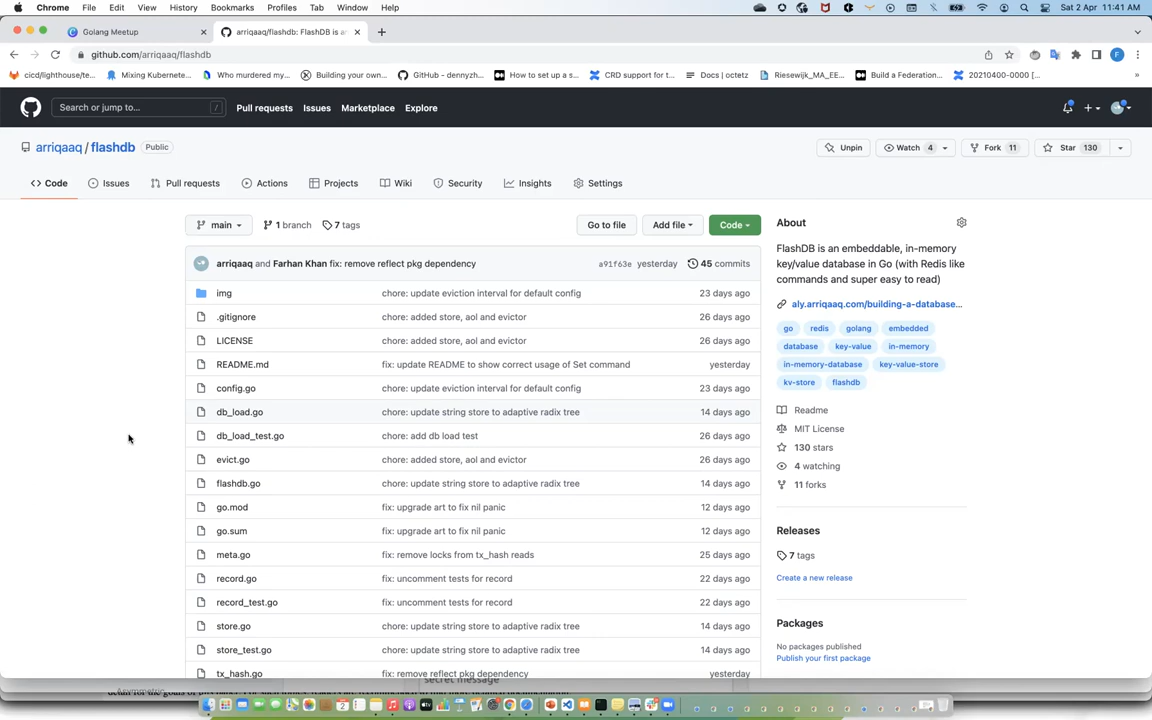 Chrome File Edit View History Bookmarks Profiles Tab Window Help Sat 2 Apr 11:41 AM
Golang Meetup arriqaaq/flashdb: FlashDB is a
github.com/arriqaaq/flashdb F
cicd/lighthouse/te... Mixing Kubernete... Who murdered my... Building your own... GitHub - dennyzh... How to set up a s... CRD support for t... Docs | octetz Riesewijk_MA_EE... Build a Federation... 20210400-0000 [... »
Search or jump to... / Pull requests Issues Marketplace Explore
arriqaaq / flashdb Public Unpin Watch 4 Fork 11 Star 130
Code Issues Pull requests Actions Projects Wiki Security Insights Settings
main 1 branch 7 tags Go to file Add file Code
arriqaaq and Farhan Khan fix: remove reflect pkg dependency a91f63e yesterday 45 commits
img chore: update eviction interval for default config 23 days ago
.gitignore chore: added store, aol and evictor 26 days ago
LICENSE chore: added store, aol and evictor 26 days ago
README.md fix: update README to show correct usage of Set command yesterday
config.go chore: update eviction interval for default config 23 days ago
db_load.go chore: update string store to adaptive radix tree 14 days ago
db_load_test.go chore: add db load test 26 days ago
evict.go chore: added store, aol and evictor 26 days ago
flashdb.go chore: update string store to adaptive radix tree 14 days ago
go.mod fix: upgrade art to fix nil panic 12 days ago
go.sum fix: upgrade art to fix nil panic 12 days ago
meta.go fix: remove locks from tx_hash reads 25 days ago
record.go fix: uncomment tests for record 22 days ago
record_test.go fix: uncomment tests for record 22 days ago
store.go chore: update string store to adaptive radix tree 14 days ago
store_test.go chore: update string store to adaptive radix tree 14 days ago
tx_hash.go fix: remove reflect pkg dependency yesterday
About
FlashDB is an embeddable, in-memory
key/value database in Go (with Redis like
commands and super easy to read)
aly.arriqaaq.com/building-a-database...
go redis golang embedded
database key-value in-memory
in-memory-database key-value-store
kv-store flashdb
Readme
MIT License
130 stars
4 watching
11 forks
Releases
7 tags
Create a new release
Packages
No packages published
Publish your first package
Asymmetric
secret message